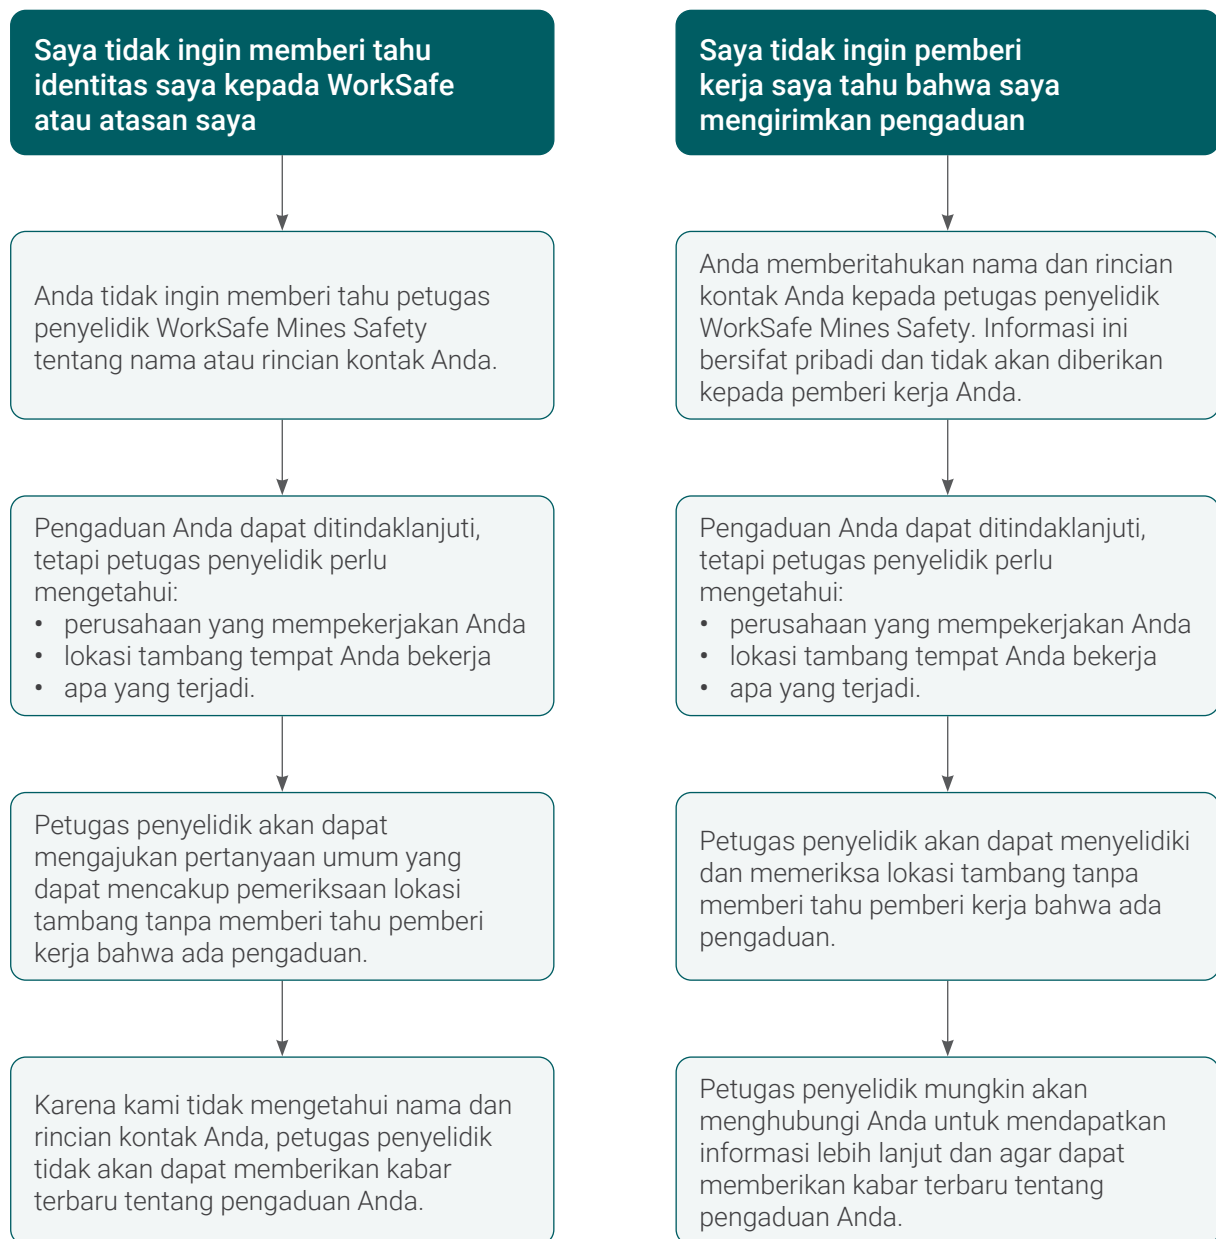 Saya tidak ingin memberi tahu
identitas saya kepada WorkSafe
atau atasan saya
Anda tidak ingin memberi tahu petugas
penyelidik WorkSafe Mines Safety
tentang nama atau rincian kontak Anda.
Pengaduan Anda dapat ditindaklanjuti,
tetapi petugas penyelidik perlu
mengetahui:
• perusahaan yang mempekerjakan Anda
• lokasi tambang tempat Anda bekerja
• apa yang terjadi.
Petugas penyelidik akan dapat
mengajukan pertanyaan umum yang
dapat mencakup pemeriksaan lokasi
tambang tanpa memberi tahu pemberi
kerja bahwa ada pengaduan.
Karena kami tidak mengetahui nama dan
rincian kontak Anda, petugas penyelidik
tidak akan dapat memberikan kabar
terbaru tentang pengaduan Anda.
Saya tidak ingin pemberi
kerja saya tahu bahwa saya
mengirimkan pengaduan
Anda memberitahukan nama dan rincian
kontak Anda kepada petugas penyelidik
WorkSafe Mines Safety. Informasi ini
bersifat pribadi dan tidak akan diberikan
kepada pemberi kerja Anda.
Pengaduan Anda dapat ditindaklanjuti,
tetapi petugas penyelidik perlu
mengetahui:
• perusahaan yang mempekerjakan Anda
• lokasi tambang tempat Anda bekerja
• apa yang terjadi.
Petugas penyelidik akan dapat menyelidiki
dan memeriksa lokasi tambang tanpa
memberi tahu pemberi kerja bahwa ada
pengaduan.
Petugas penyelidik mungkin akan
menghubungi Anda untuk mendapatkan
informasi lebih lanjut dan agar dapat
memberikan kabar terbaru tentang
pengaduan Anda.